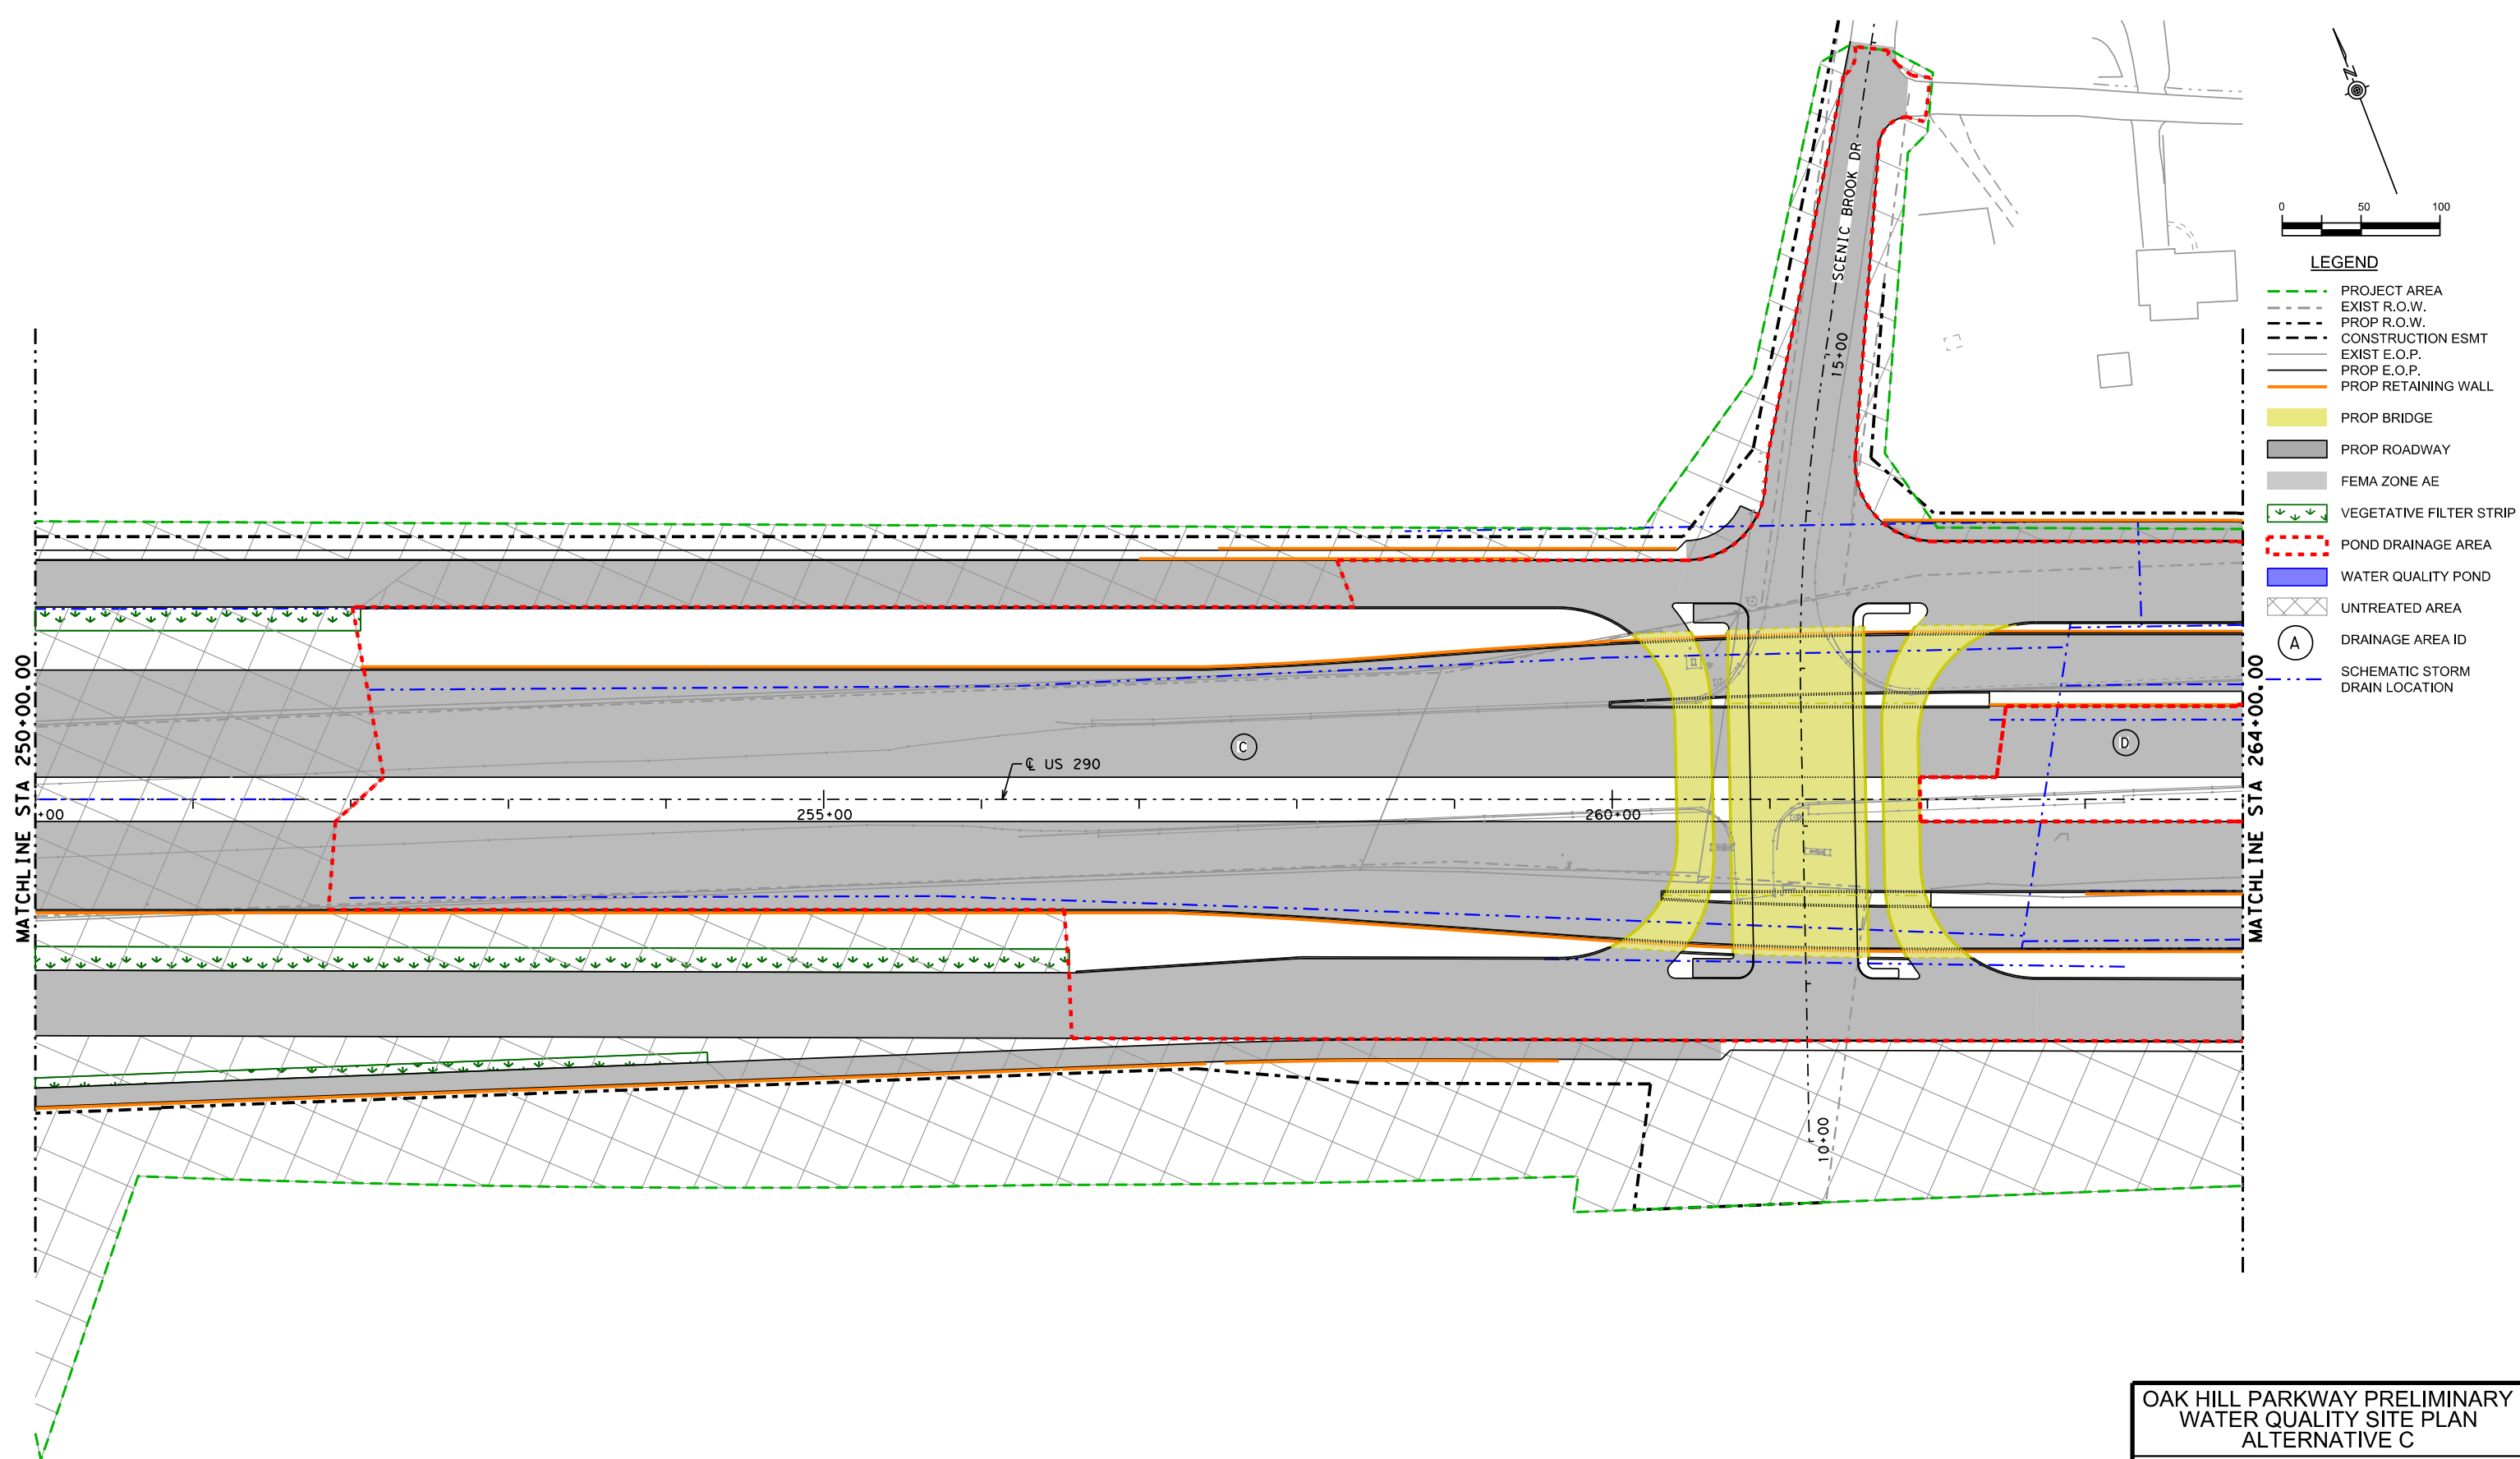 N
0 50 100
LEGEND
PROJECT AREA
EXIST R.O.W.
PROP R.O.W.
CONSTRUCTION ESMT
EXIST E.O.P.
PROP E.O.P.
PROP RETAINING WALL
PROP BRIDGE
PROP ROADWAY
FEMA ZONE AE
VEGETATIVE FILTER STRIP
POND DRAINAGE AREA
WATER QUALITY POND
UNTREATED AREA
A DRAINAGE AREA ID
SCHEMATIC STORM
DRAIN LOCATION
SCENIC BROOK DR
15+00
MATCHLINE STA 250+00.00
C
D
℄ US 290
+00
255+00
260+00
MATCHLINE STA 264+00.00
10+00
OAK HILL PARKWAY PRELIMINARY
WATER QUALITY SITE PLAN
ALTERNATIVE C